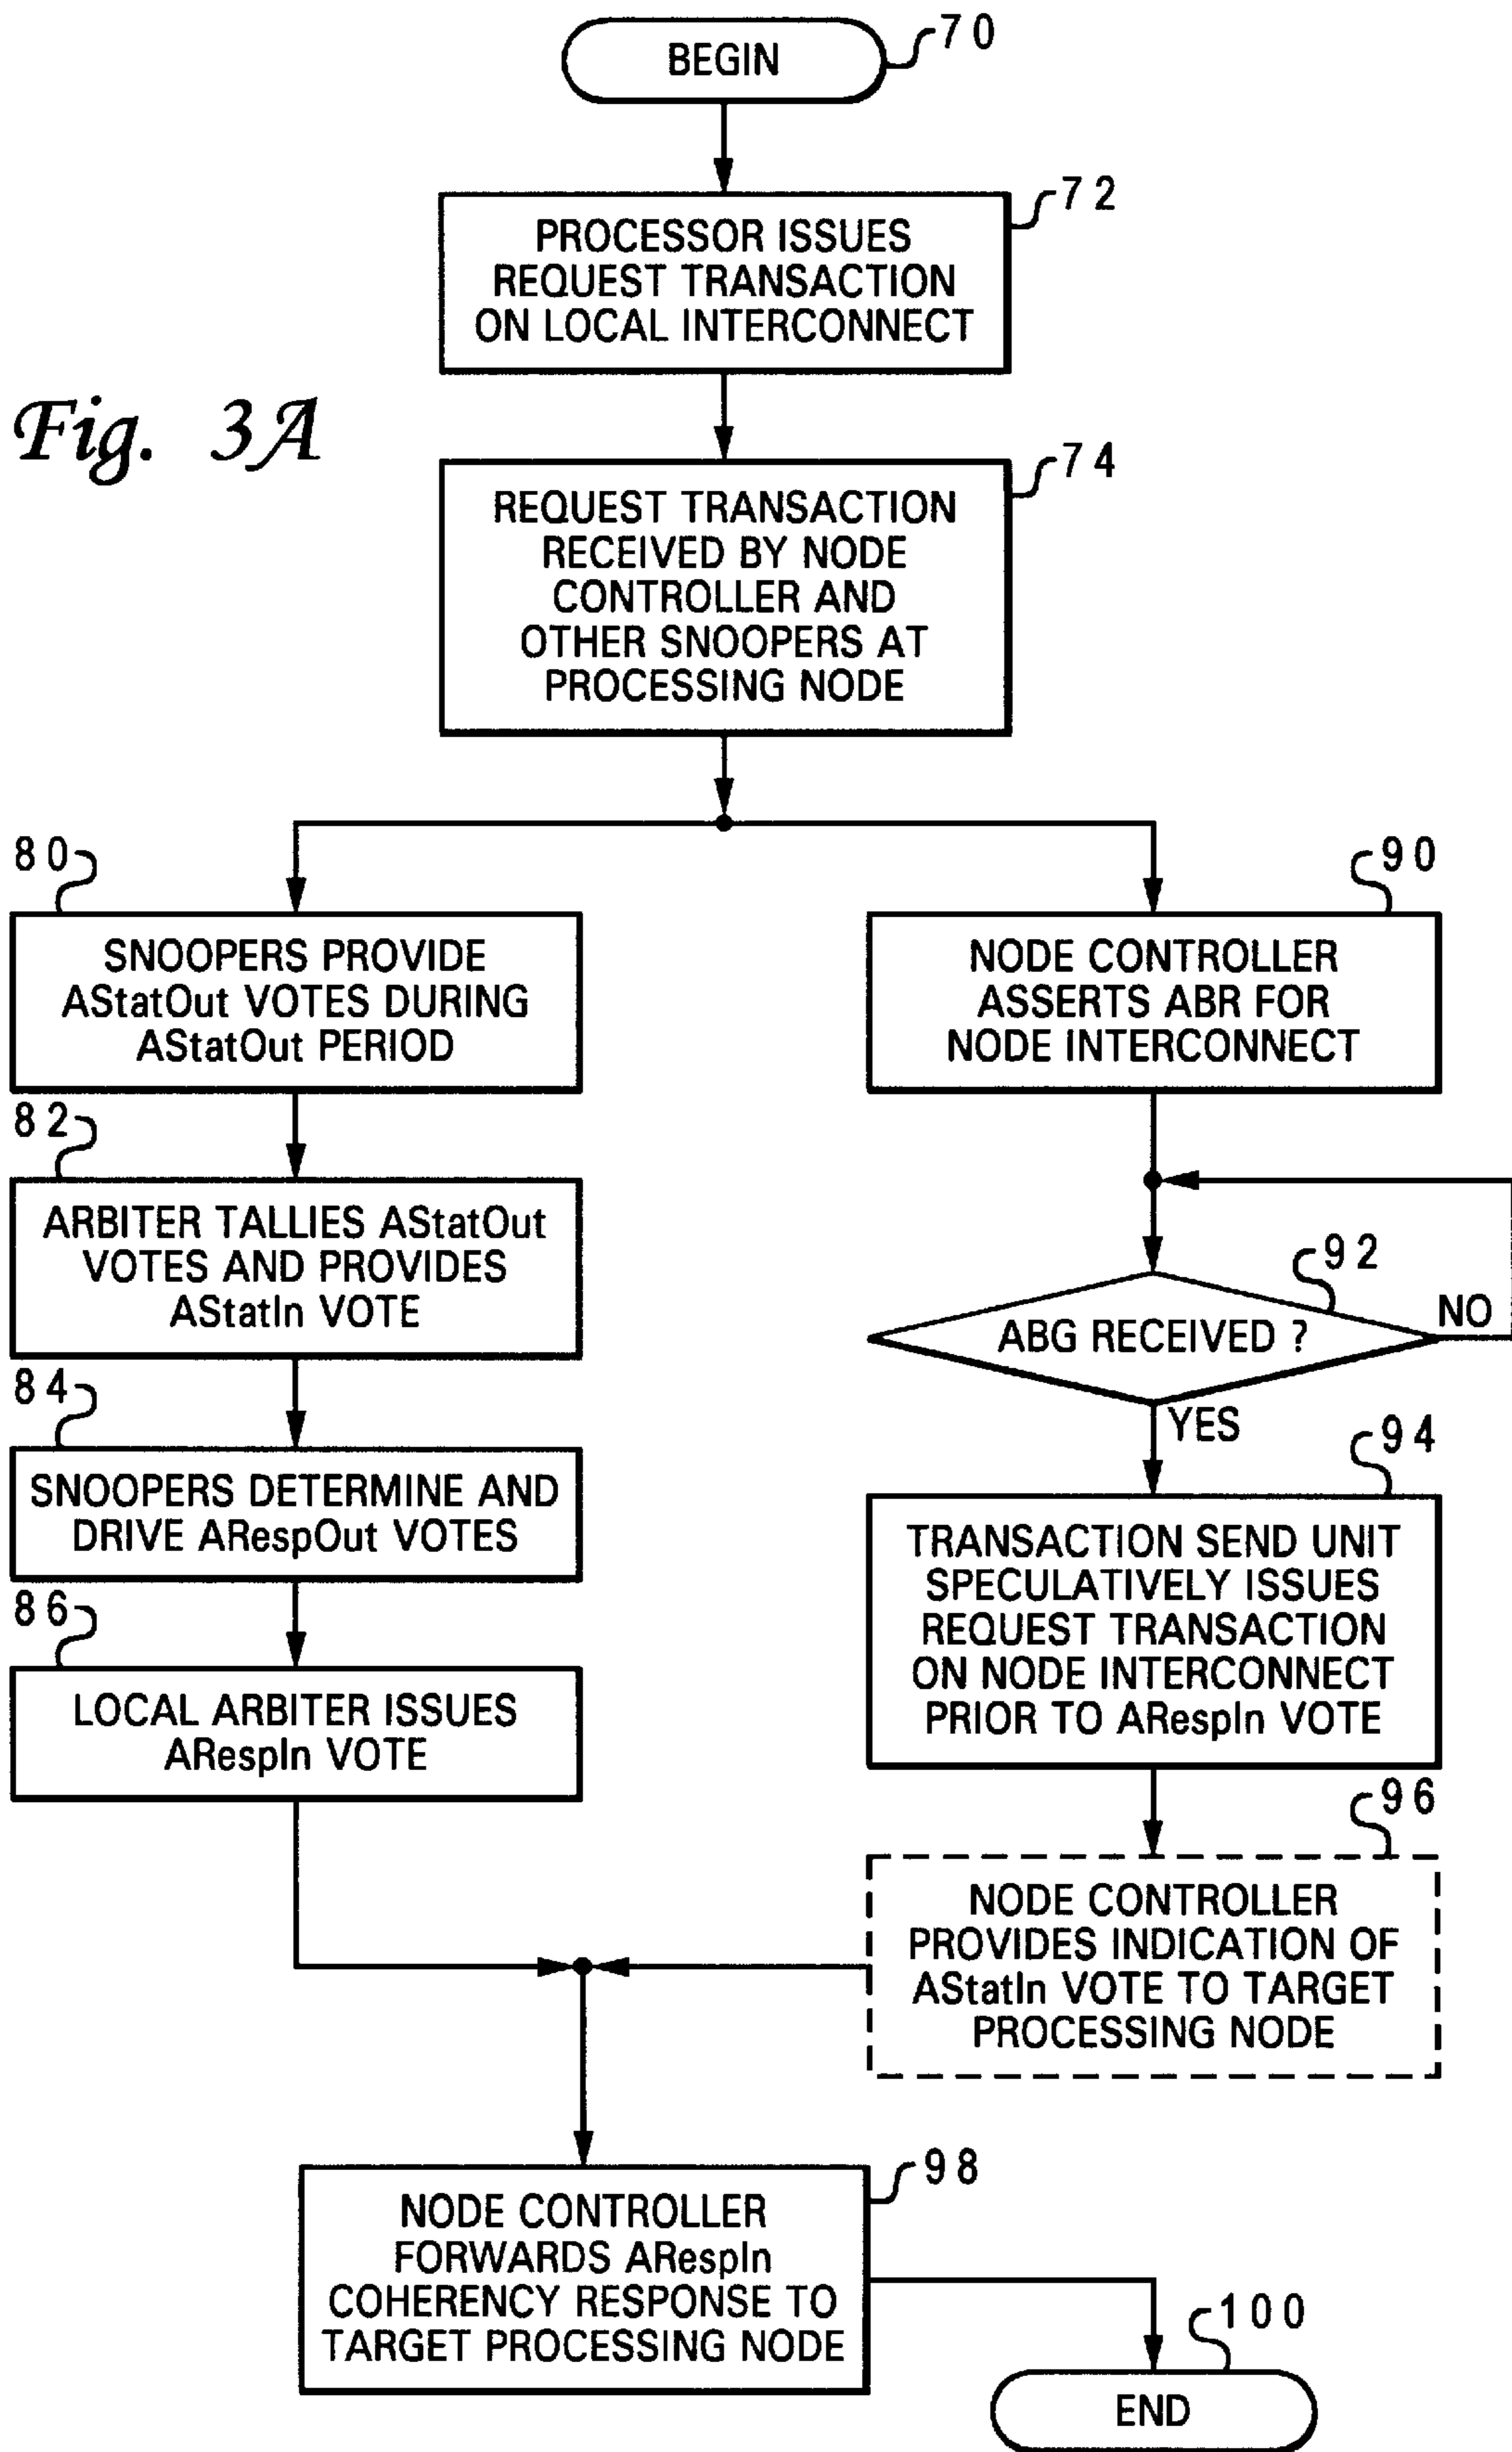 BEGIN
70
PROCESSOR ISSUES
REQUEST TRANSACTION
ON LOCAL INTERCONNECT
72
Fig. 3A
REQUEST TRANSACTION
RECEIVED BY NODE
CONTROLLER AND
OTHER SNOOPERS AT
PROCESSING NODE
74
80
SNOOPERS PROVIDE
AStatOut VOTES DURING
AStatOut PERIOD
82
ARBITER TALLIES AStatOut
VOTES AND PROVIDES
AStatIn VOTE
84
SNOOPERS DETERMINE AND
DRIVE ARespOut VOTES
86
LOCAL ARBITER ISSUES
ARespIn VOTE
90
NODE CONTROLLER
ASSERTS ABR FOR
NODE INTERCONNECT
92
ABG RECEIVED ?
NO
YES
94
TRANSACTION SEND UNIT
SPECULATIVELY ISSUES
REQUEST TRANSACTION
ON NODE INTERCONNECT
PRIOR TO ARespIn VOTE
96
NODE CONTROLLER
PROVIDES INDICATION OF
AStatIn VOTE TO TARGET
PROCESSING NODE
98
NODE CONTROLLER
FORWARDS ARespIn
COHERENCY RESPONSE TO
TARGET PROCESSING NODE
100
END